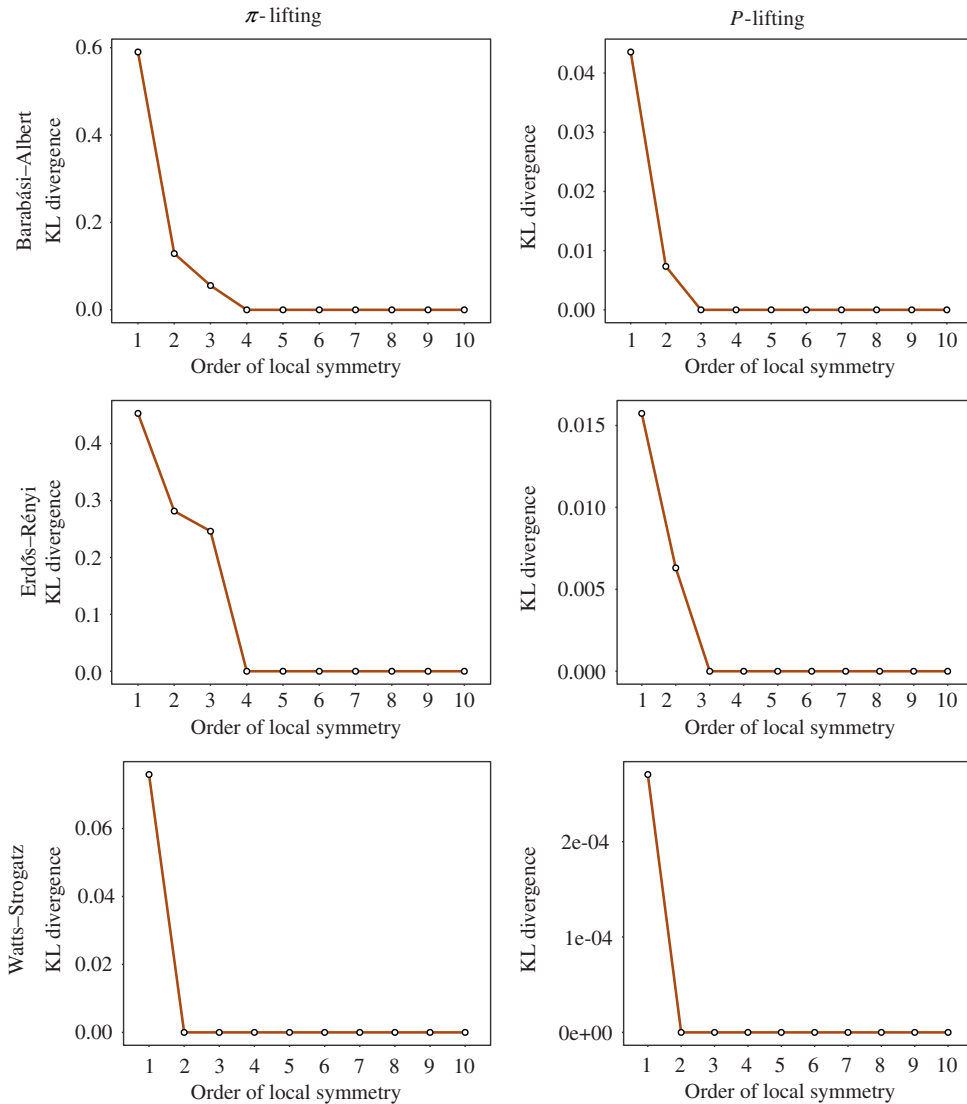 π-lifting
P-lifting
Barabási–Albert
KL divergence
0.6
0.4
0.2
0.0
1 2 3 4 5 6 7 8 9 10
Order of local symmetry
KL divergence
0.04
0.03
0.02
0.01
0.00
1 2 3 4 5 6 7 8 9 10
Order of local symmetry
Erdős–Rényi
KL divergence
0.4
0.3
0.2
0.1
0.0
1 2 3 4 5 6 7 8 9 10
Order of local symmetry
KL divergence
0.015
0.010
0.005
0.000
1 2 3 4 5 6 7 8 9 10
Order of local symmetry
Watts–Strogatz
KL divergence
0.06
0.04
0.02
0.00
1 2 3 4 5 6 7 8 9 10
Order of local symmetry
KL divergence
2e-04
1e-04
0e+00
1 2 3 4 5 6 7 8 9 10
Order of local symmetry